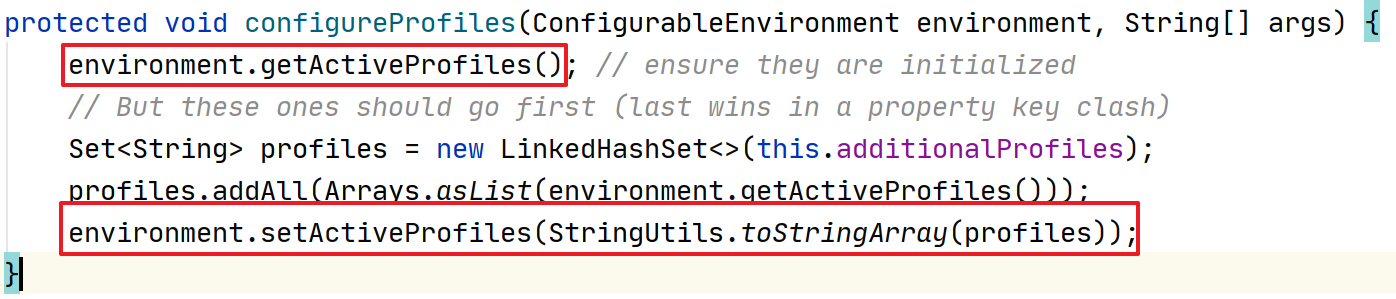 protected void configureProfiles(ConfigurableEnvironment environment, String[] args) {
environment.getActiveProfiles(); // ensure they are initialized
// But these ones should go first (last wins in a property key clash)
Set<String> profiles = new LinkedHashSet<>(this.additionalProfiles);
profiles.addAll(Arrays.asList(environment.getActiveProfiles()));
environment.setActiveProfiles(StringUtils.toStringArray(profiles));
}